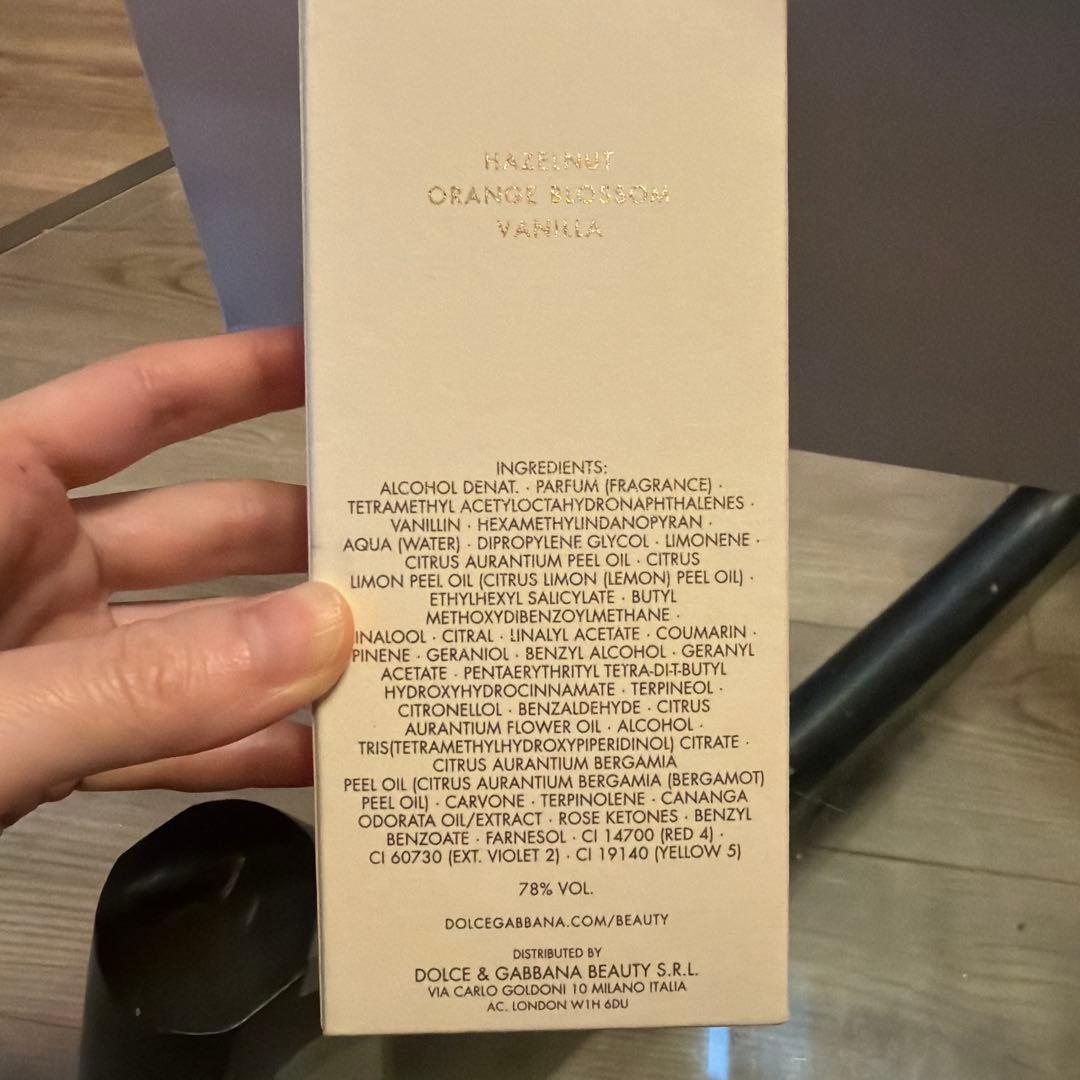 HAZELNUT
ORANGE BLOSSOM
VANILLA
INGREDIENTS:
ALCOHOL DENAT. · PARFUM (FRAGRANCE) ·
TETRAMETHYL ACETYLOCTAHYDRONAPHTHALENES ·
VANILLIN · HEXAMETHYLINDANOPYRAN ·
AQUA (WATER) · DIPROPYLENE GLYCOL · LIMONENE ·
CITRUS AURANTIUM PEEL OIL · CITRUS
LIMON PEEL OIL (CITRUS LIMON (LEMON) PEEL OIL) ·
ETHYLHEXYL SALICYLATE · BUTYL
METHOXYDIBENZOYLMETHANE ·
INALOOL · CITRAL · LINALYL ACETATE · COUMARIN ·
PINENE · GERANIOL · BENZYL ALCOHOL · GERANYL
ACETATE · PENTAERYTHRITYL TETRA-DI-T-BUTYL
HYDROXYHYDROCINNAMATE · TERPINEOL ·
CITRONELLOL · BENZALDEHYDE · CITRUS
AURANTIUM FLOWER OIL · ALCOHOL ·
TRIS(TETRAMETHYLHYDROXYPIPERIDINOL) CITRATE ·
CITRUS AURANTIUM BERGAMIA
PEEL OIL (CITRUS AURANTIUM BERGAMIA (BERGAMOT)
PEEL OIL) · CARVONE · TERPINOLENE · CANANGA
ODORATA OIL/EXTRACT · ROSE KETONES · BENZYL
BENZOATE · FARNESOL · CI 14700 (RED 4) ·
CI 60730 (EXT. VIOLET 2) · CI 19140 (YELLOW 5)
78% VOL.
DOLCEGABBANA.COM/BEAUTY
DISTRIBUTED BY
DOLCE & GABBANA BEAUTY S.R.L.
VIA CARLO GOLDONI 10 MILANO ITALIA
AC. LONDON W1H 6DU